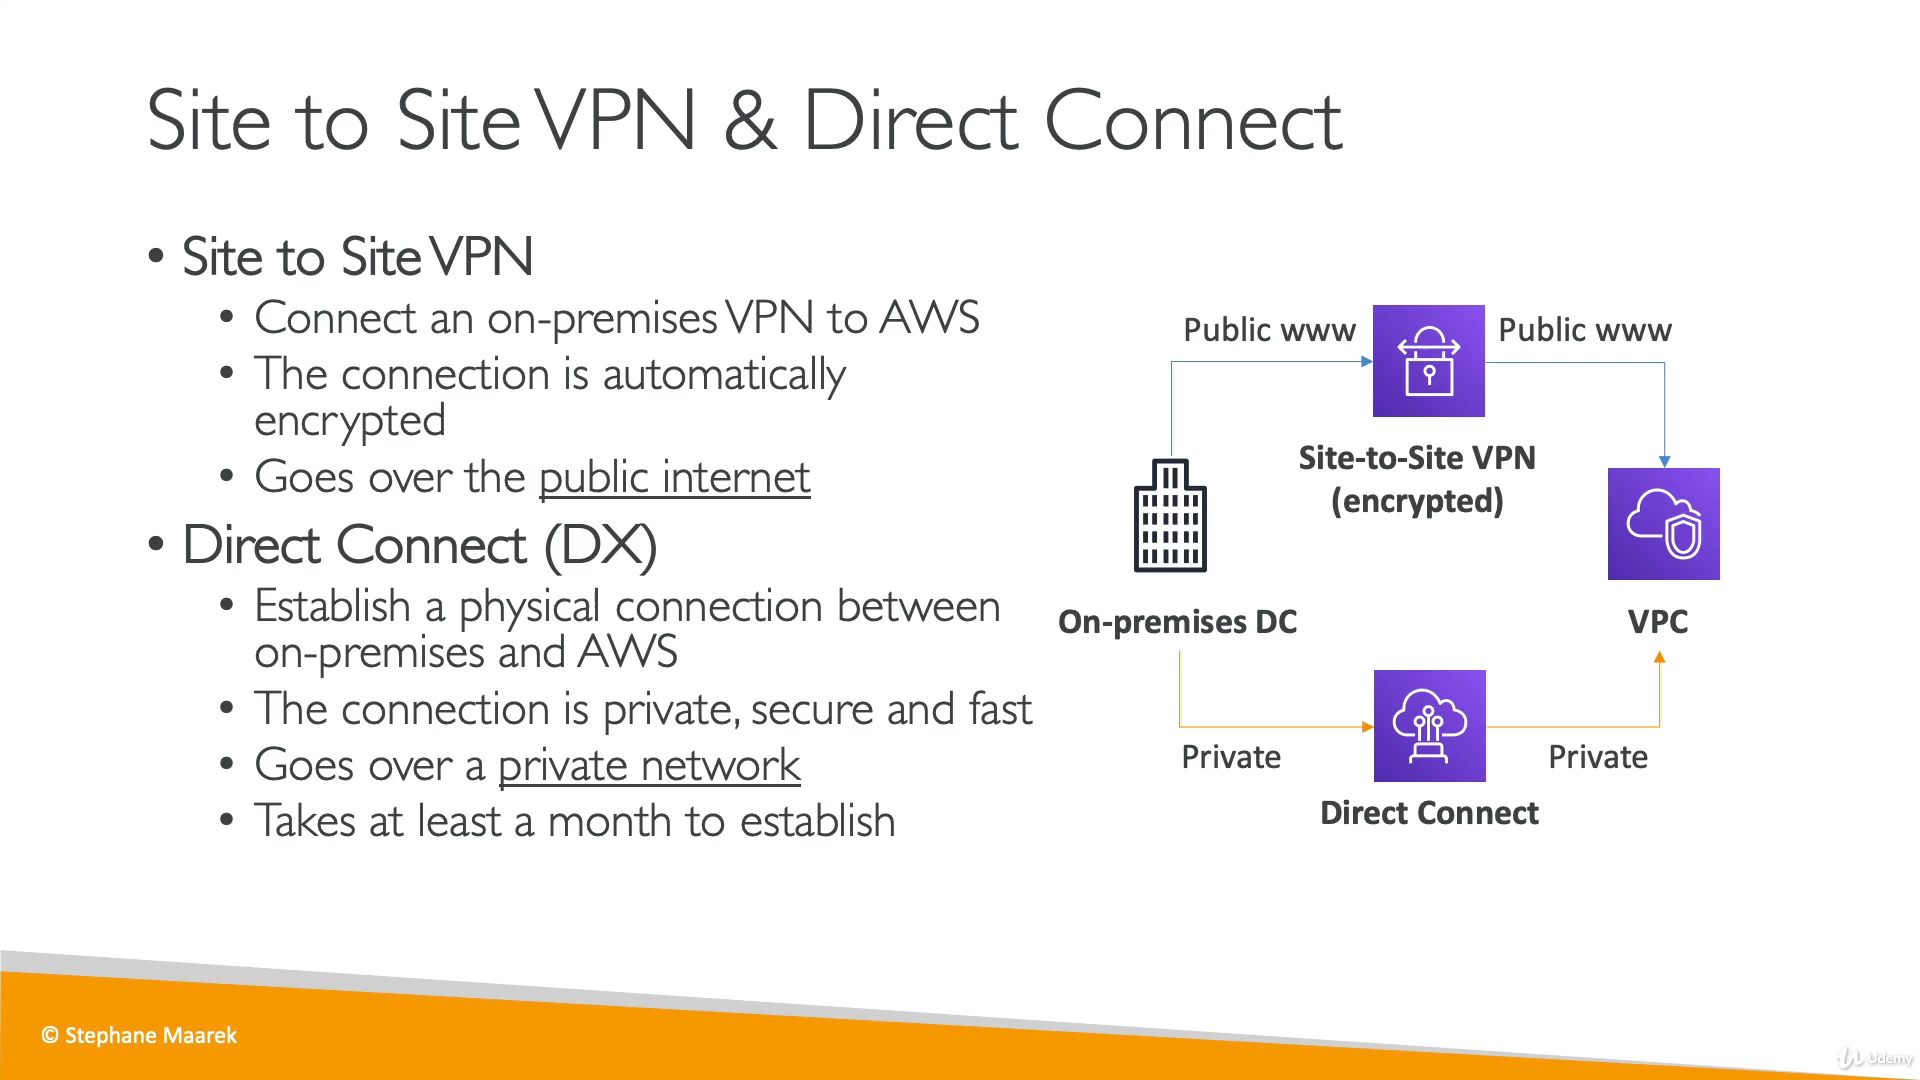 Site to Site VPN & Direct Connect
• Site to Site VPN
• Connect an on-premises VPN to AWS
• The connection is automatically
encrypted
• Goes over the public internet
• Direct Connect (DX)
• Establish a physical connection between
on-premises and AWS
• The connection is private, secure and fast
• Goes over a private network
• Takes at least a month to establish
Public www
Public www
Site-to-Site VPN
(encrypted)
On-premises DC
VPC
Private
Private
Direct Connect
© Stephane Maarek
Udemy